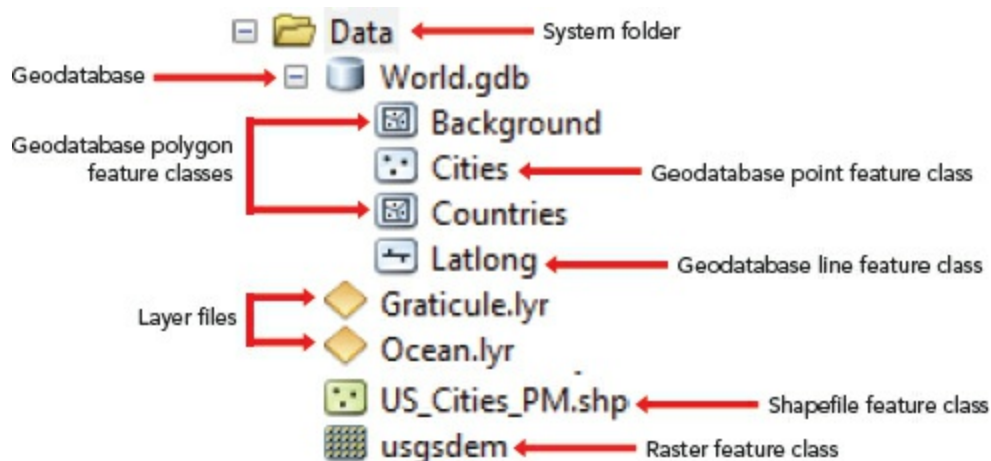 Data
System folder
Geodatabase
World.gdb
Background
Geodatabase polygon
feature classes
Cities
Geodatabase point feature class
Countries
Latlong
Geodatabase line feature class
Graticule.lyr
Layer files
Ocean.lyr
US_Cities_PM.shp
Shapefile feature class
usgsdem
Raster feature class